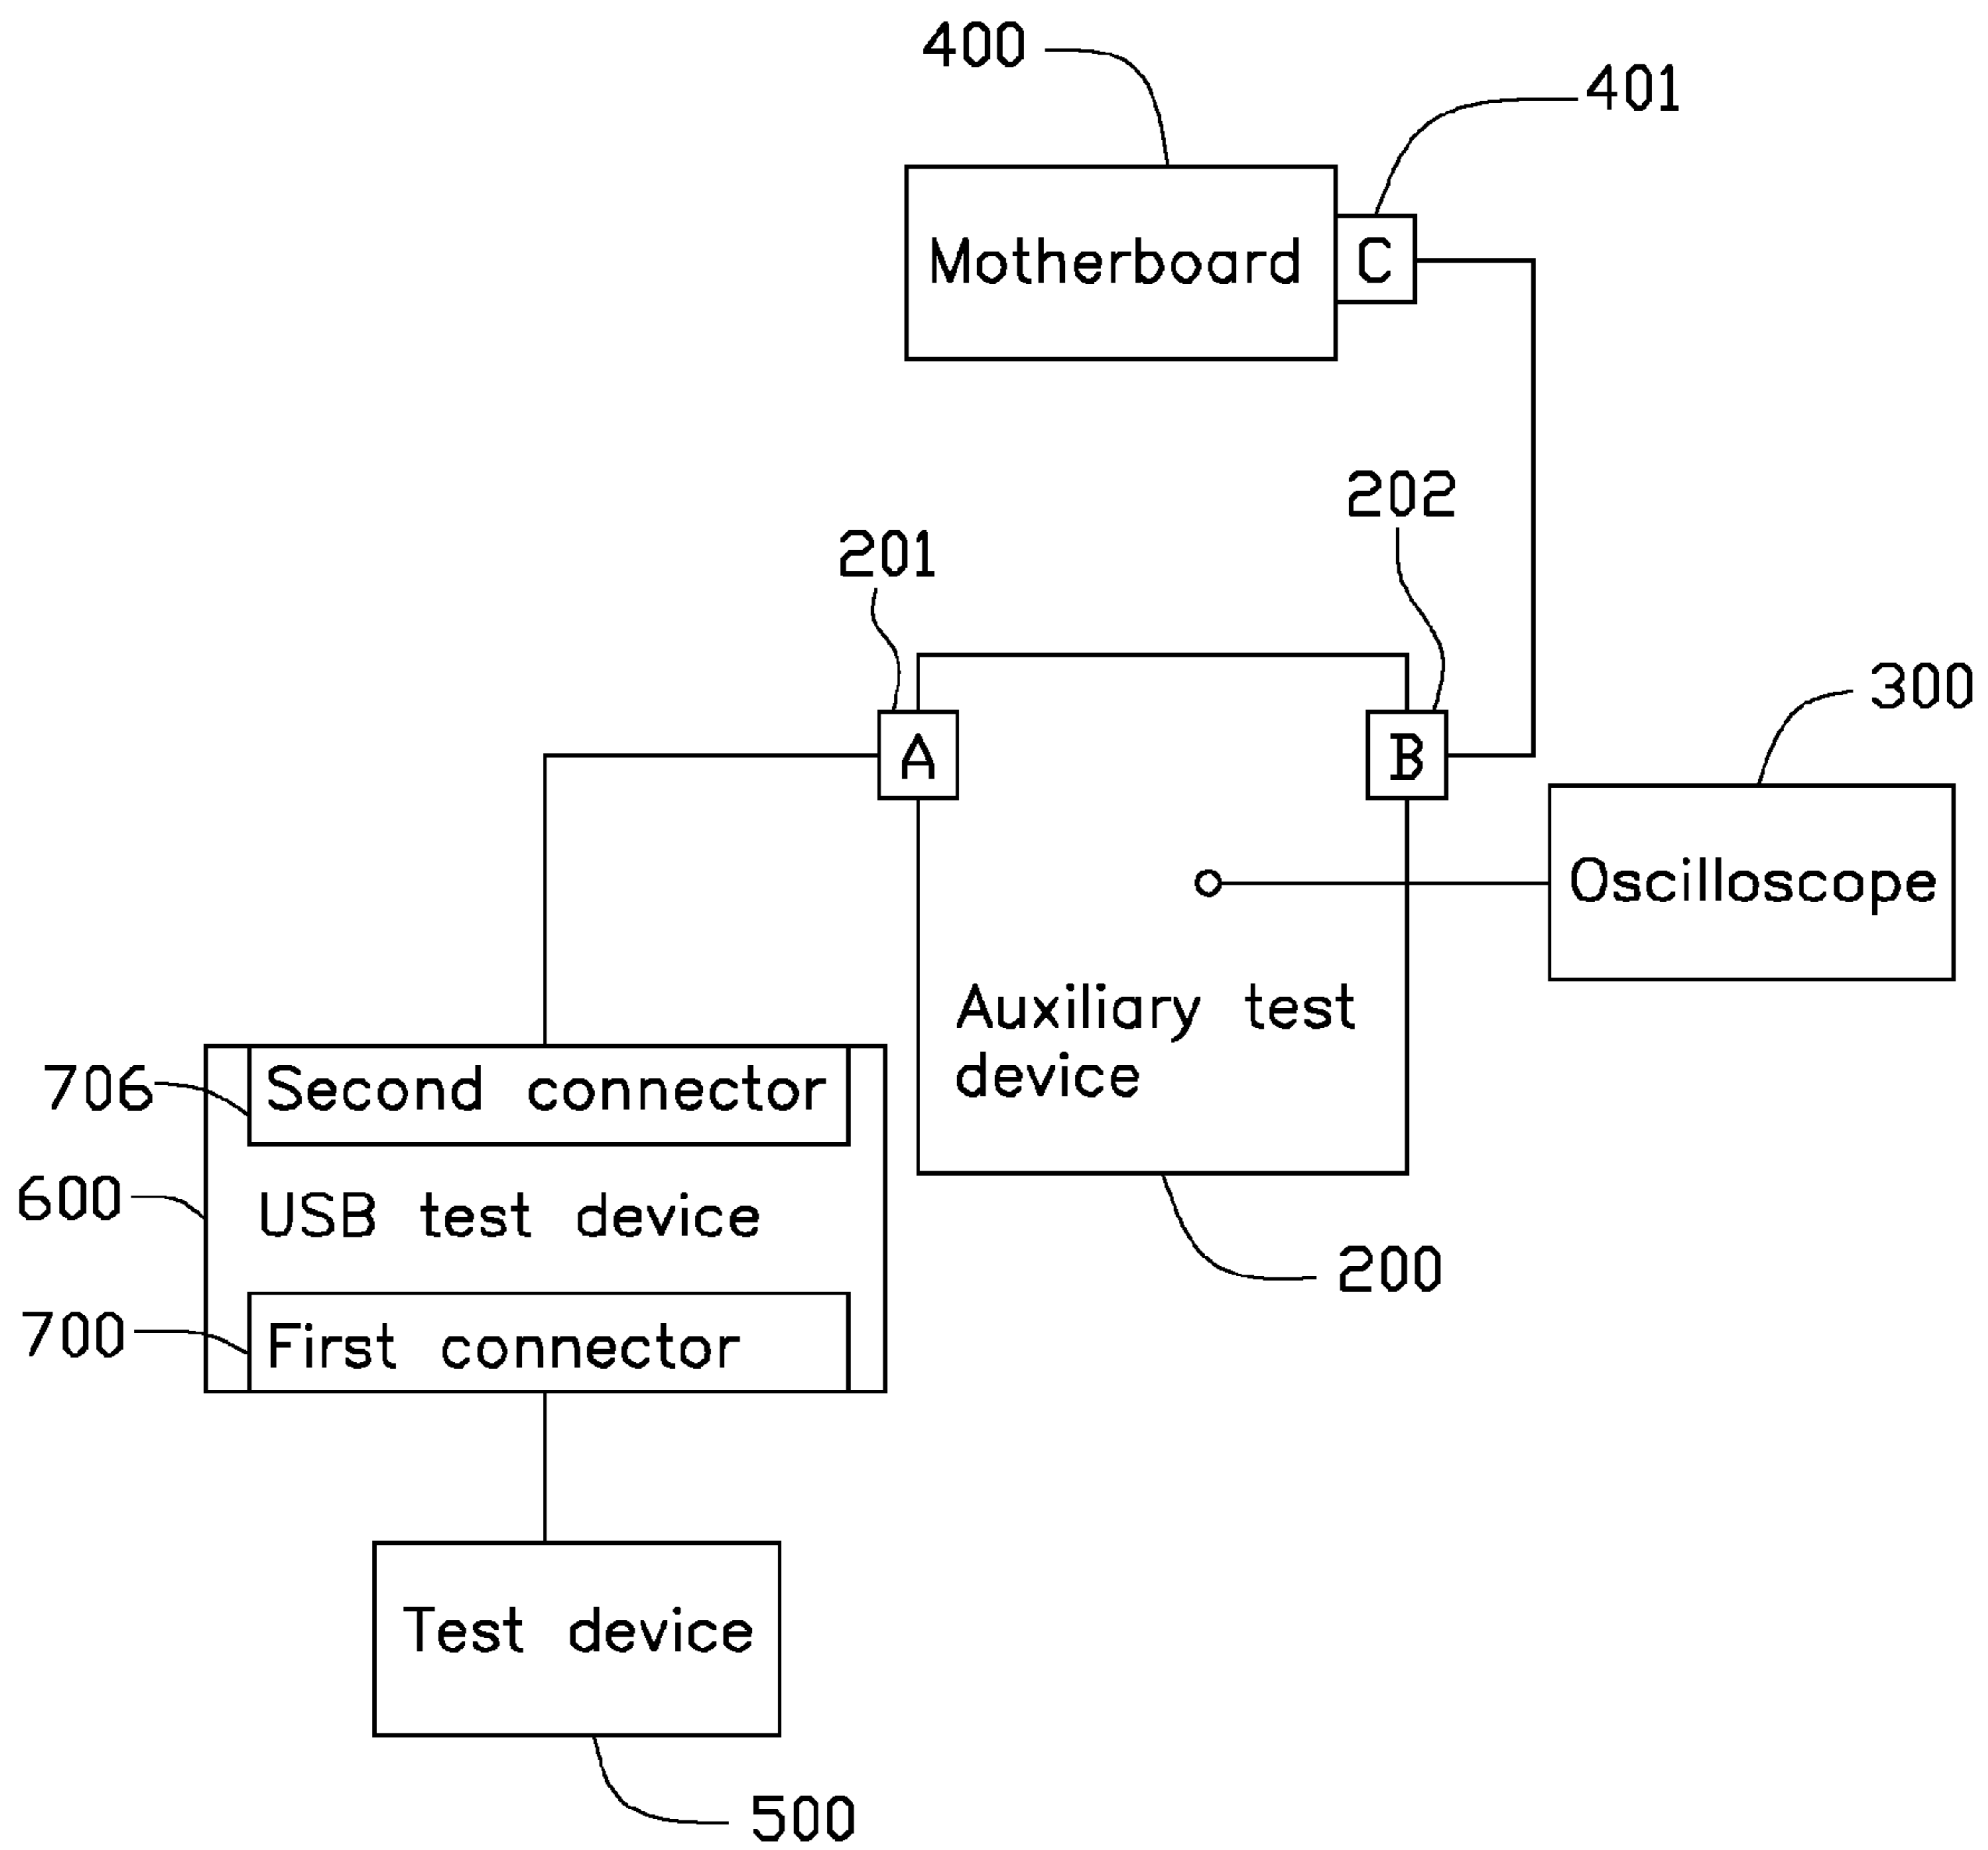 400
401
Motherboard
C
202
201
300
A
B
Oscilloscope
Auxiliary test
device
706
Second connector
600
USB test device
200
700
First connector
Test device
500